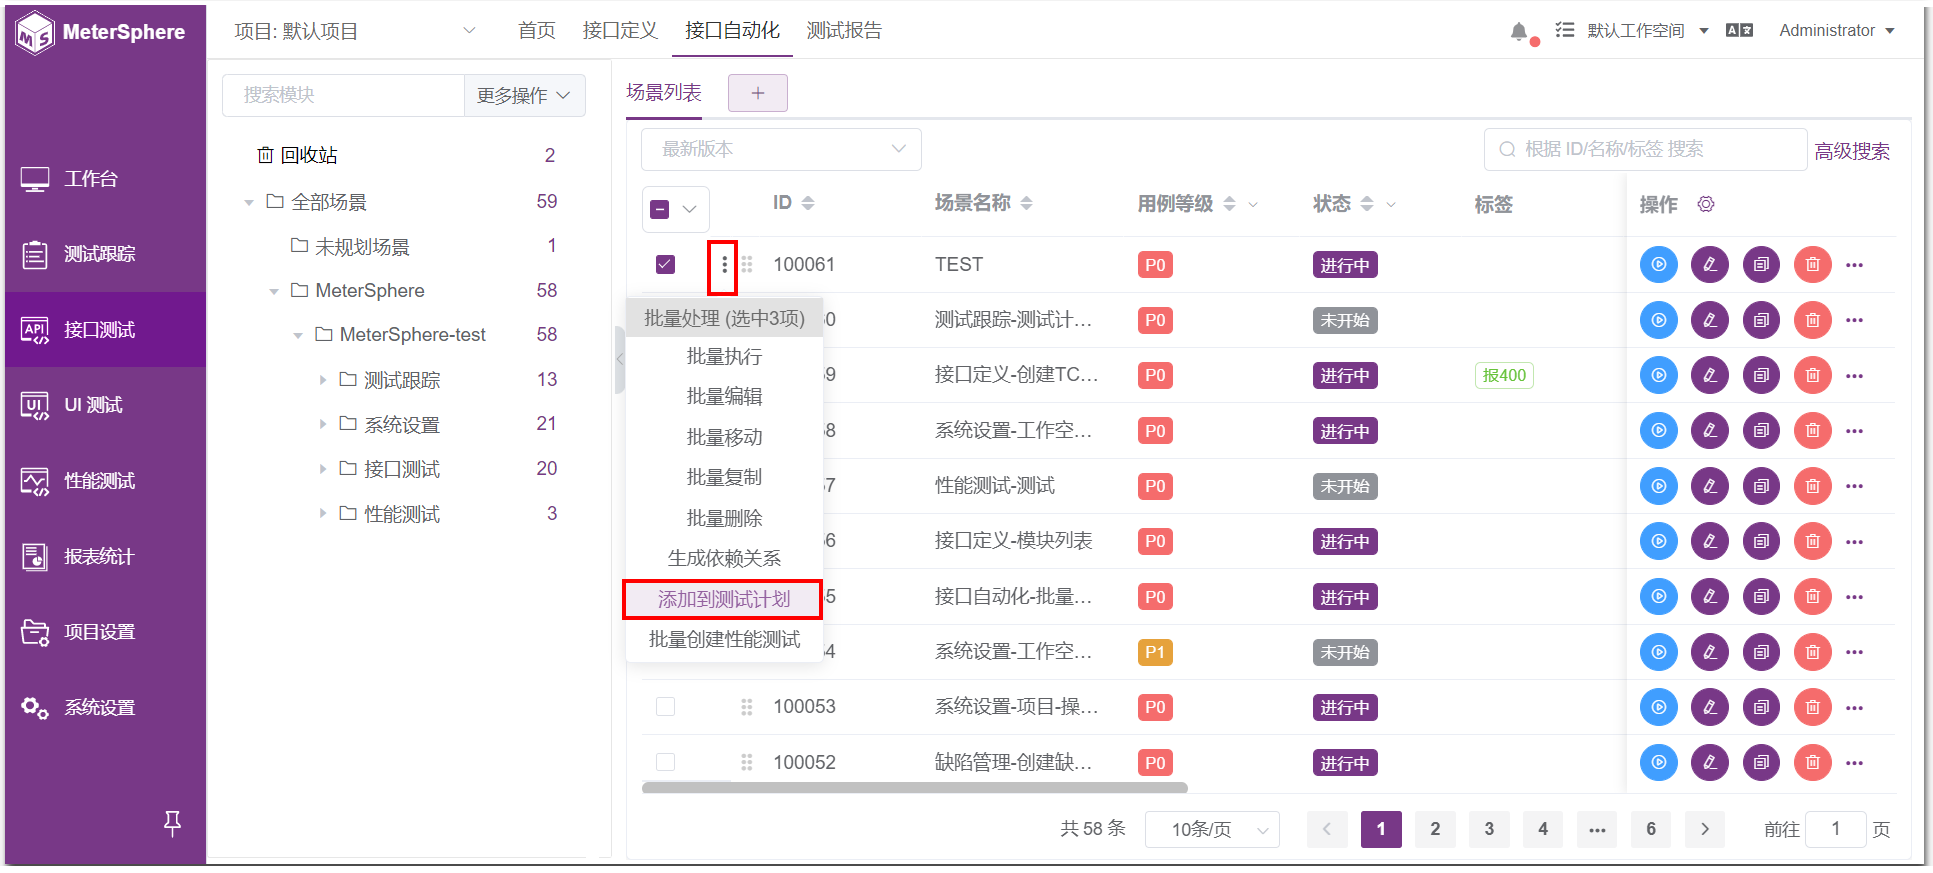 MeterSphere
项目: 默认项目
首页
接口定义
接口自动化
测试报告
默认工作空间
Administrator
工作台
测试跟踪
接口测试
UI 测试
性能测试
报表统计
项目设置
系统设置
搜索模块
更多操作
回收站 2
全部场景 59
未规划场景 1
MeterSphere 58
MeterSphere-test 58
测试跟踪 13
系统设置 21
接口测试 20
性能测试 3
场景列表
+
最新版本
根据 ID/名称/标签 搜索
高级搜索
ID 场景名称 用例等级 状态 标签 操作
100061 TEST P0 进行中
0 测试跟踪-测试计... P0 未开始
9 接口定义-创建TC... P0 进行中 报400
8 系统设置-工作空... P0 进行中
7 性能测试-测试 P0 未开始
6 接口定义-模块列表 P0 进行中
5 接口自动化-批量... P0 进行中
4 系统设置-工作空... P1 未开始
100053 系统设置-项目-操... P0 进行中
100052 缺陷管理-创建缺... P0 进行中
批量处理 (选中3项)
批量执行
批量编辑
批量移动
批量复制
批量删除
生成依赖关系
添加到测试计划
批量创建性能测试
共 58 条
10条/页
1 2 3 4 ... 6
前往 1 页